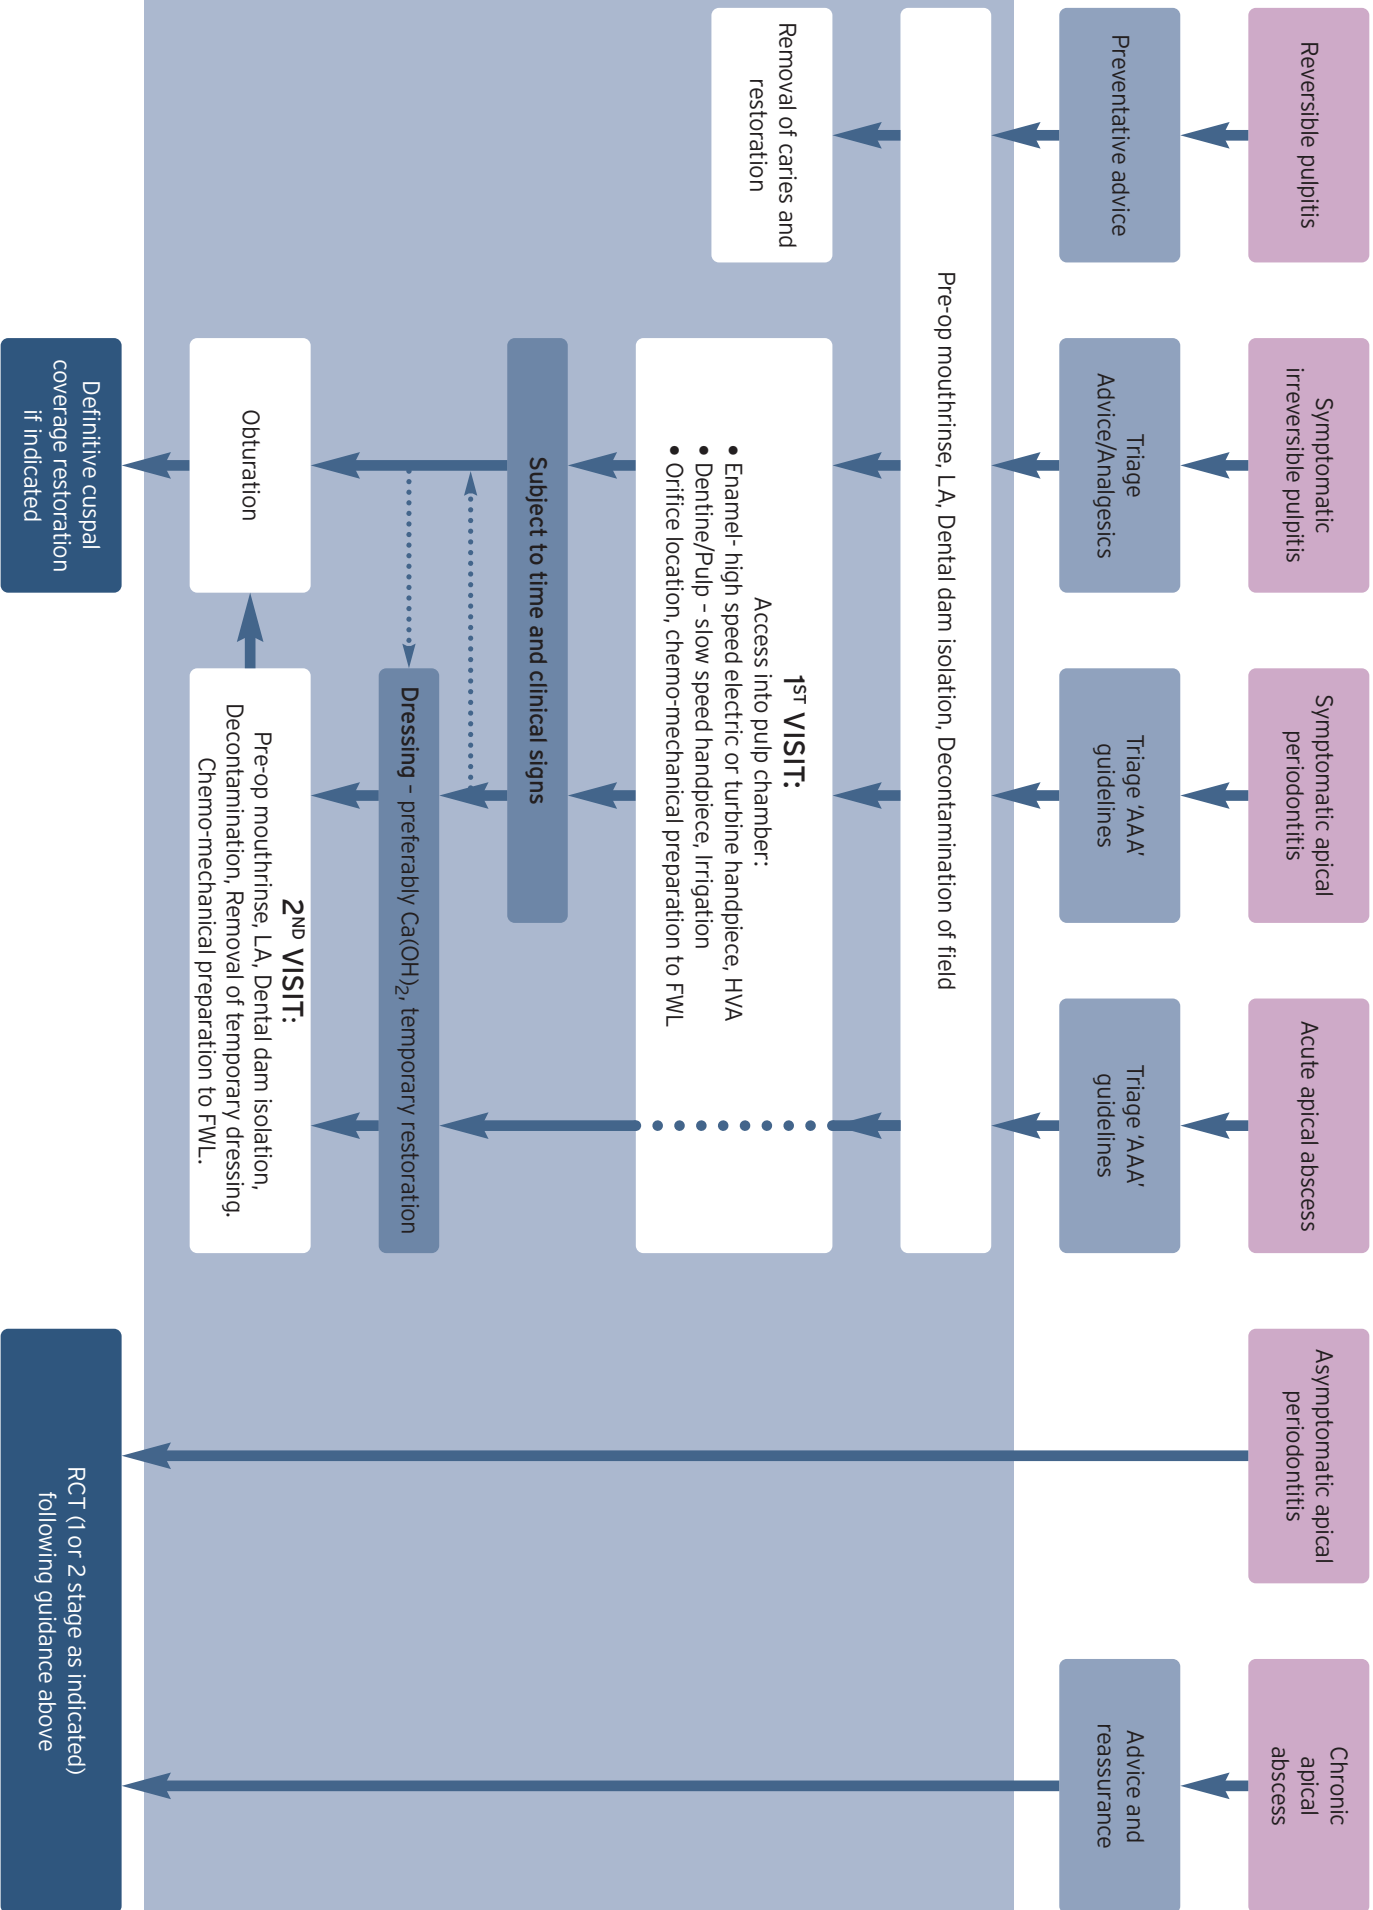 Reversible pulpitis
Symptomatic
irreversible pulpitis
Symptomatic apical
periodontitis
Acute apical abscess
Asymptomatic apical
periodontitis
Chronic
apical
abscess
Preventative advice
Triage
Advice/Analgesics
Triage ‘AAA’
guidelines
Triage ‘AAA’
guidelines
Advice and
reassurance
Pre-op mouthrinse, LA, Dental dam isolation, Decontamination of field
Removal of caries and
restoration
1ST VISIT:
Access into pulp chamber:
• Enamel- high speed electric or turbine handpiece, HVA
• Dentine/Pulp – slow speed handpiece, Irrigation
• Orifice location, chemo-mechanical preparation to FWL
Subject to time and clinical signs
Dressing – preferably Ca(OH)2, temporary restoration
Obturation
2ND VISIT:
Pre-op mouthrinse, LA, Dental dam isolation,
Decontamination, Removal of temporary dressing.
Chemo-mechanical preparation to FWL.
Definitive cuspal
coverage restoration
if indicated
RCT (1 or 2 stage as indicated)
following guidance above